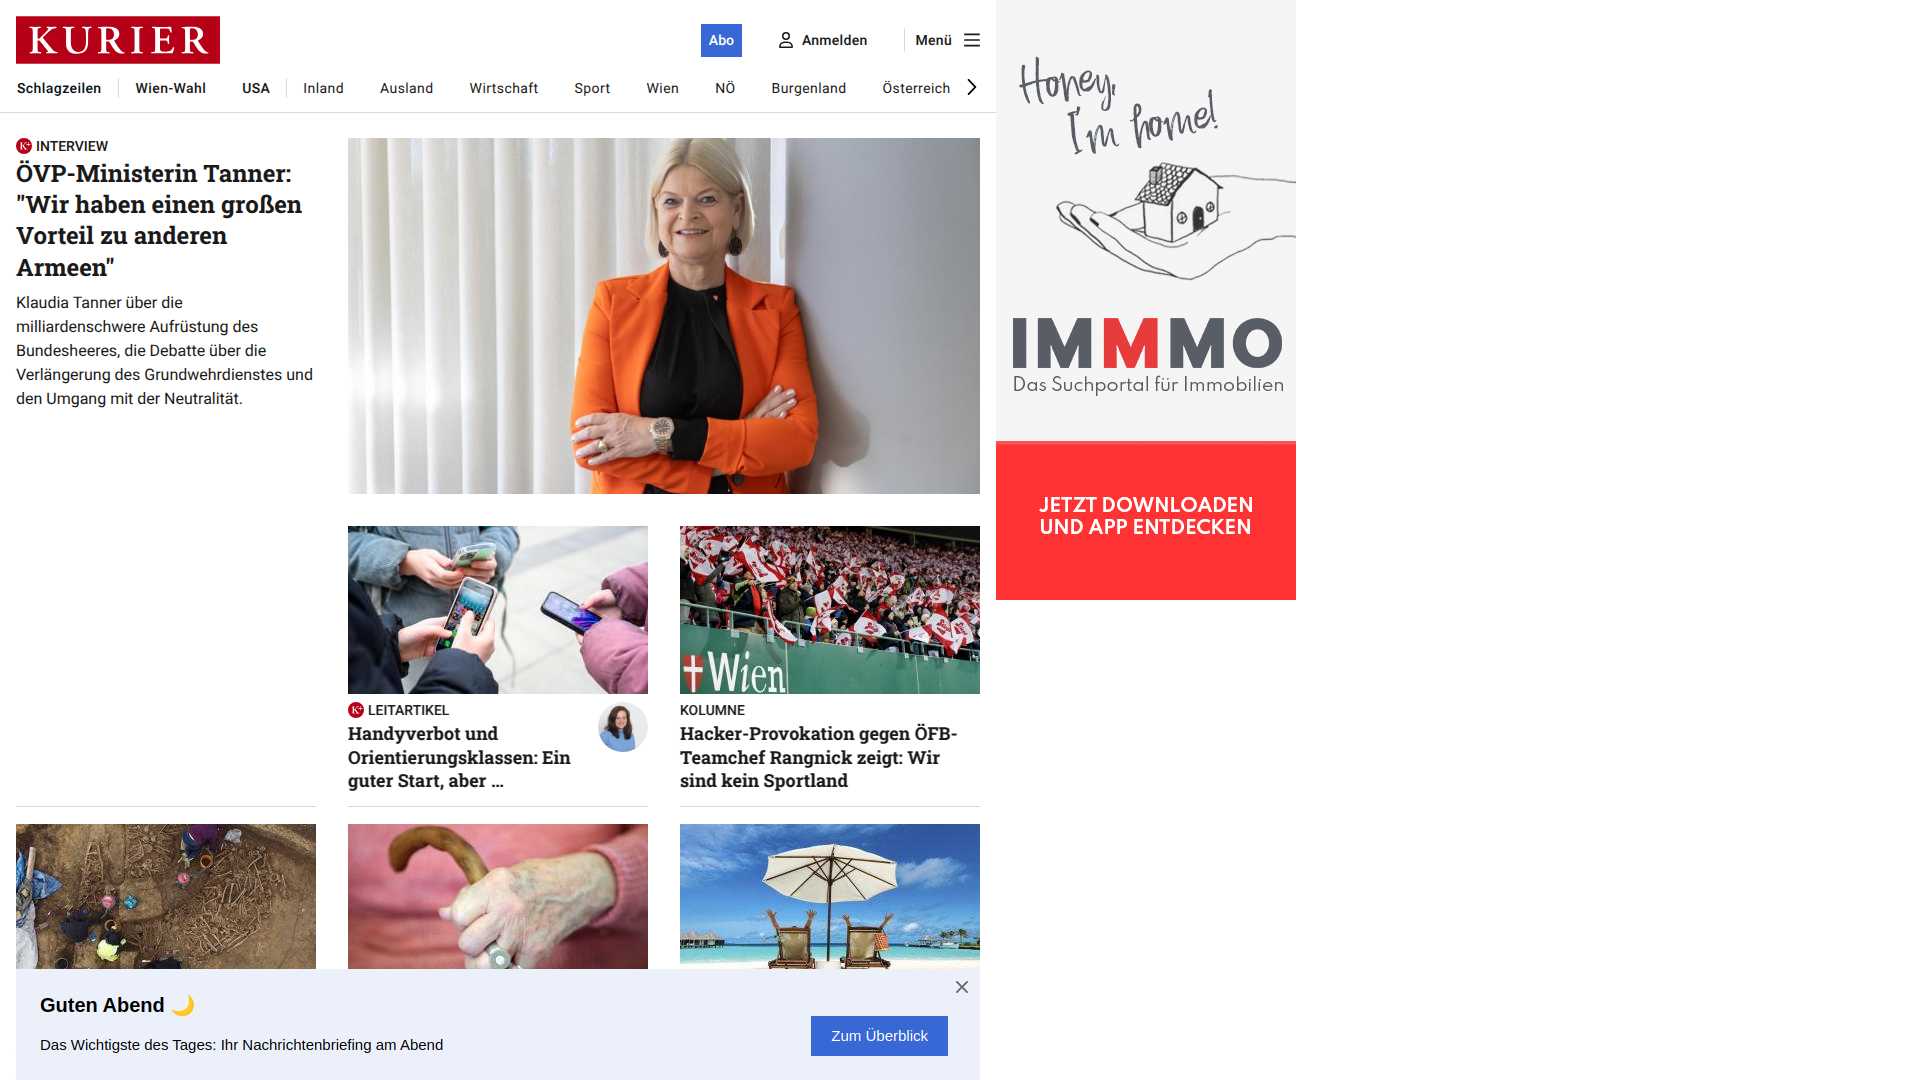 KURIER
Abo
Anmelden
Menü
Schlagzeilen
Wien-Wahl
USA
Inland
Ausland
Wirtschaft
Sport
Wien
NÖ
Burgenland
Österreich
K+ INTERVIEW
ÖVP-Ministerin Tanner:
"Wir haben einen großen
Vorteil zu anderen
Armeen"
Klaudia Tanner über die
milliardenschwere Aufrüstung des
Bundesheeres, die Debatte über die
Verlängerung des Grundwehrdienstes und
den Umgang mit der Neutralität.
Wien
K+ LEITARTIKEL
Handyverbot und
Orientierungsklassen: Ein
guter Start, aber ...
KOLUMNE
Hacker-Provokation gegen ÖFB-
Teamchef Rangnick zeigt: Wir
sind kein Sportland
Guten Abend 🌙
Das Wichtigste des Tages: Ihr Nachrichtenbriefing am Abend
Zum Überblick
Honey,
I'm home!
IMMMO
Das Suchportal für Immobilien
JETZT DOWNLOADEN
UND APP ENTDECKEN